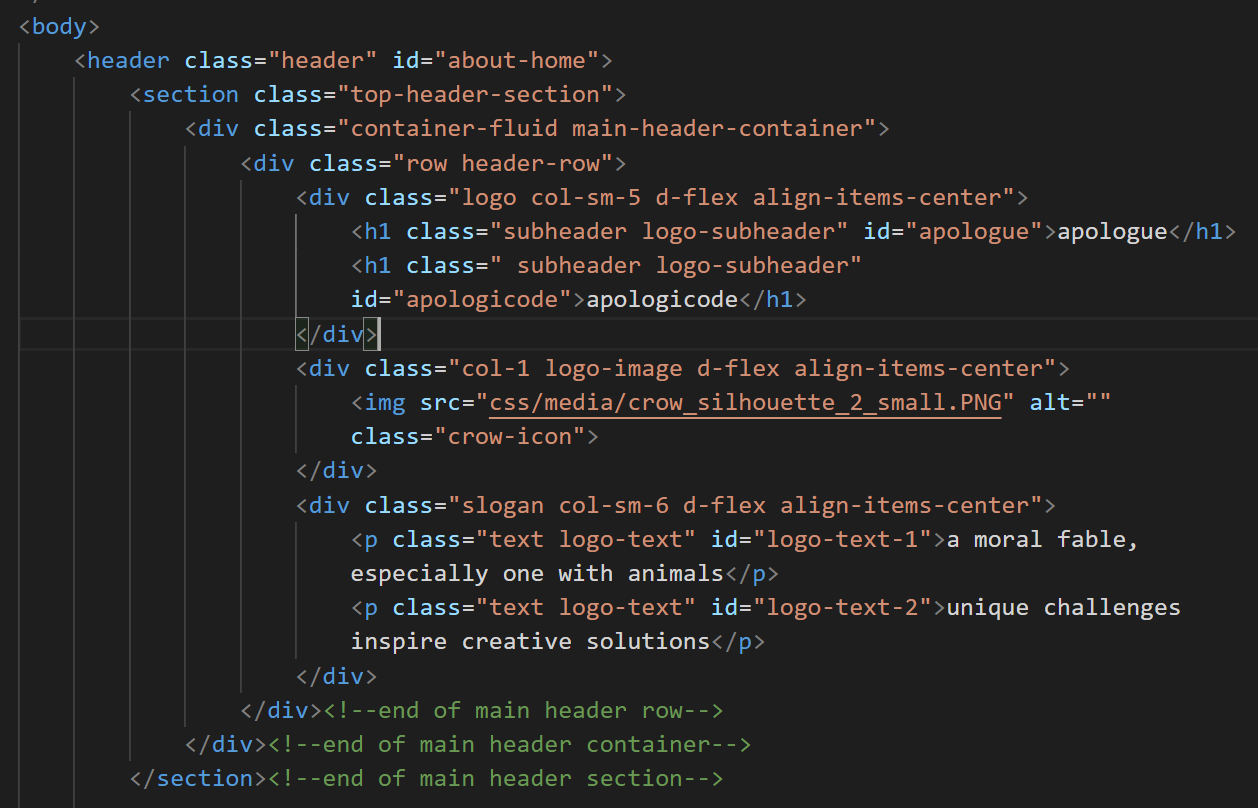 <body>
    <header class="header" id="about-home">
        <section class="top-header-section">
            <div class="container-fluid main-header-container">
                <div class="row header-row">
                    <div class="logo col-sm-5 d-flex align-items-center">
                        <h1 class="subheader logo-subheader" id="apologue">apologue</h1>
                        <h1 class=" subheader logo-subheader"
                        id="apologicode">apologicode</h1>
                    </div>
                    <div class="col-1 logo-image d-flex align-items-center">
                        <img src="css/media/crow_silhouette_2_small.PNG" alt=""
                        class="crow-icon">
                    </div>
                    <div class="slogan col-sm-6 d-flex align-items-center">
                        <p class="text logo-text" id="logo-text-1">a moral fable,
                        especially one with animals</p>
                        <p class="text logo-text" id="logo-text-2">unique challenges
                        inspire creative solutions</p>
                    </div>
                </div><!--end of main header row-->
            </div><!--end of main header container-->
        </section><!--end of main header section-->